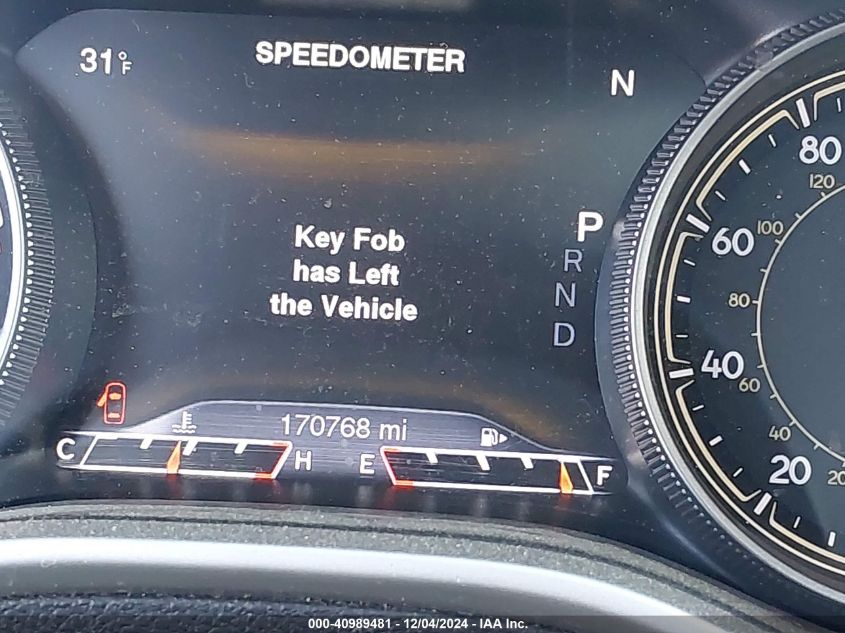 31°F
SPEEDOMETER
N
Key Fob
has Left
the Vehicle
P
R
N
D
170768 mi
C
H
E
F
80
120
60
100
80
40
60
40
20
20
000-40989481 - 12/04/2024 - IAA Inc.